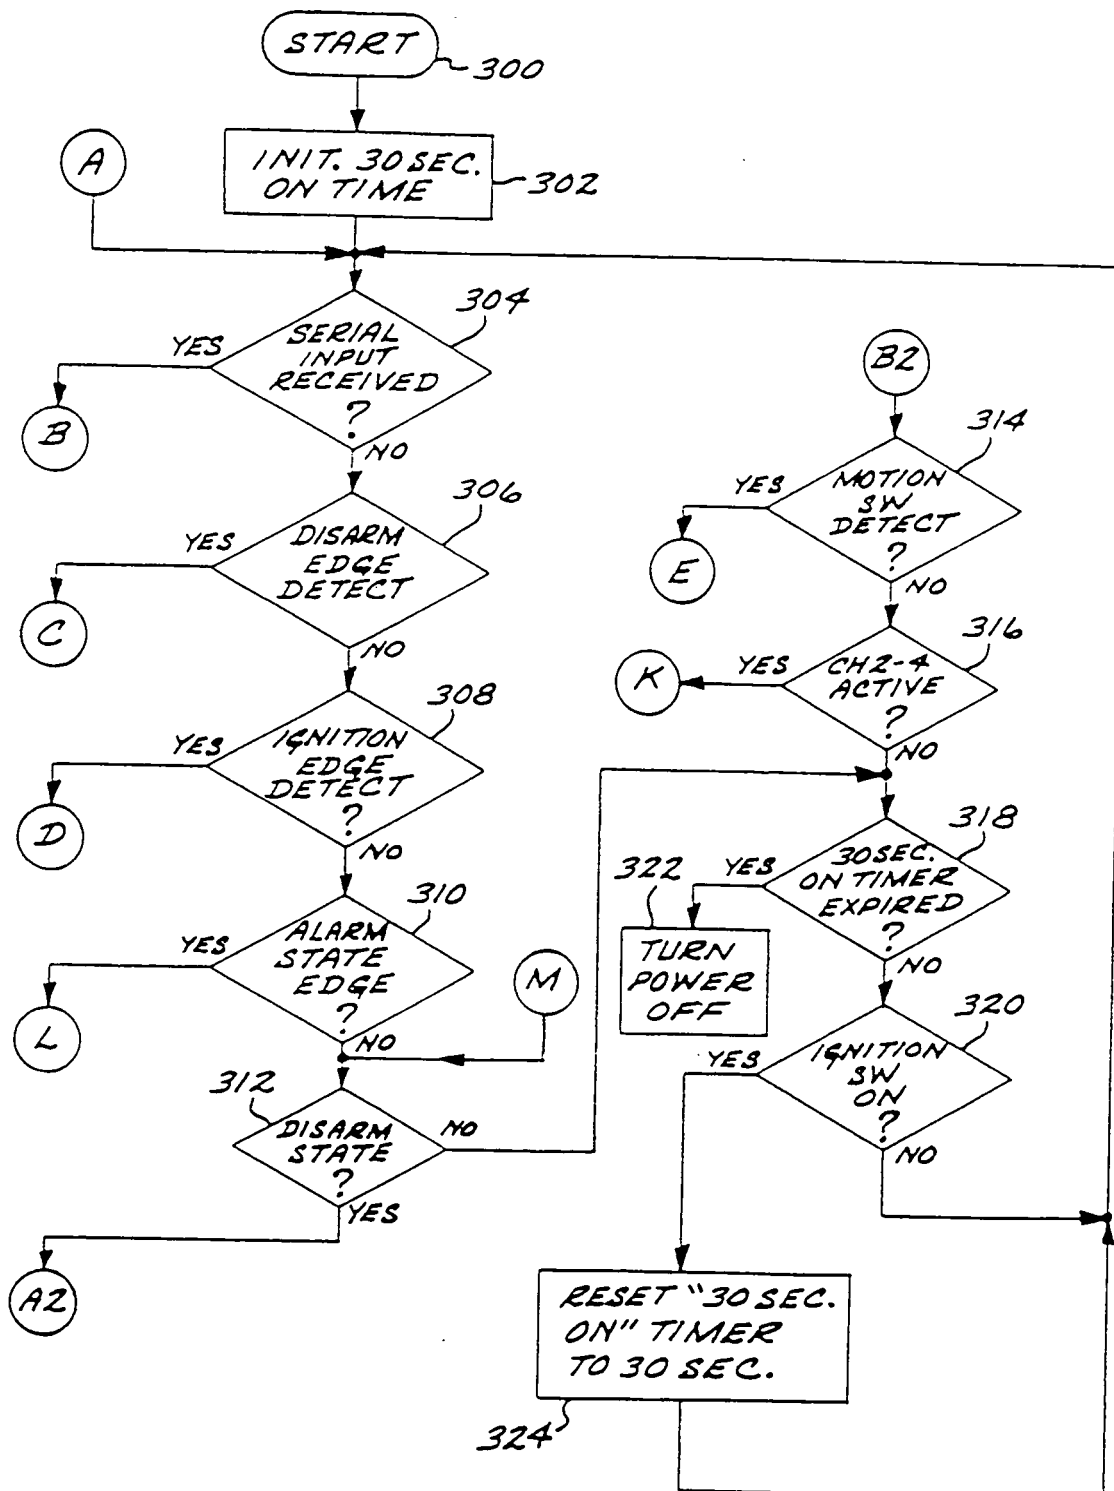 START
300
INIT. 30 SEC.
ON TIME
302
A
304
SERIAL
INPUT
RECEIVED
?
YES
NO
B
306
DISARM
EDGE
DETECT
YES
NO
C
308
IGNITION
EDGE
DETECT
?
YES
NO
D
310
ALARM
STATE
EDGE
?
YES
NO
L
M
312
DISARM
STATE
?
NO
YES
A2
B2
314
MOTION
SW
DETECT
?
YES
NO
E
316
CH2-4
ACTIVE
?
YES
NO
K
318
30SEC.
ON TIMER
EXPIRED
?
YES
NO
322
TURN
POWER
OFF
320
IGNITION
SW
ON
?
YES
NO
RESET "30 SEC.
ON" TIMER
TO 30 SEC.
324